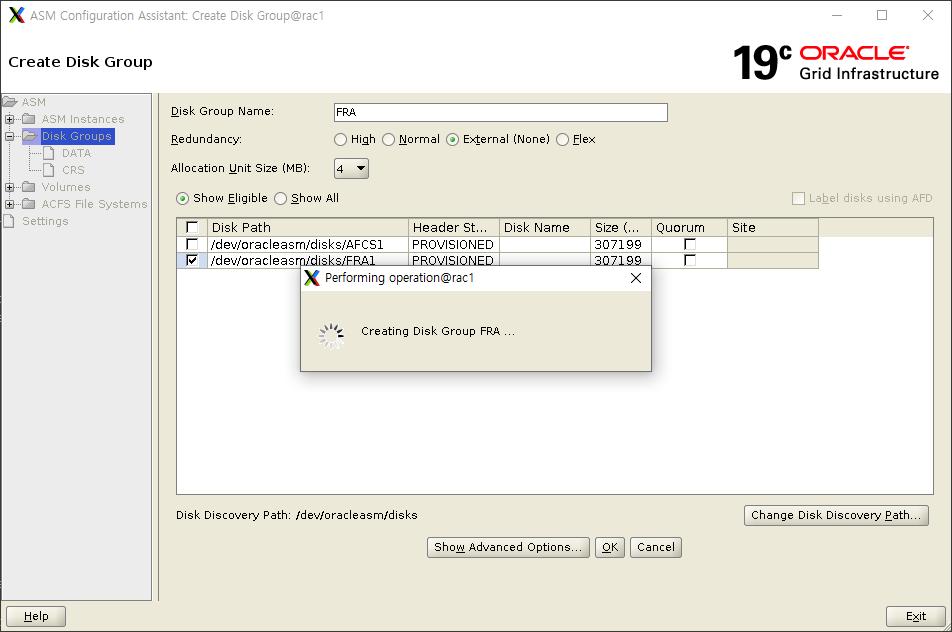 ASM Configuration Assistant: Create Disk Group@rac1
Create Disk Group
19c ORACLE
Grid Infrastructure
ASM
ASM Instances
Disk Groups
DATA
CRS
Volumes
ACFS File Systems
Settings
Disk Group Name: FRA
Redundancy: High Normal External (None) Flex
Allocation Unit Size (MB): 4
Show Eligible Show All Label disks using AFD
Disk Path Header St... Disk Name Size (... Quorum Site
/dev/oracleasm/disks/AFCS1 PROVISIONED 307199
/dev/oracleasm/disks/FRA1 PROVISIONED 307199
Performing operation@rac1
Creating Disk Group FRA ...
Disk Discovery Path: /dev/oracleasm/disks Change Disk Discovery Path...
Show Advanced Options... OK Cancel
Help Exit